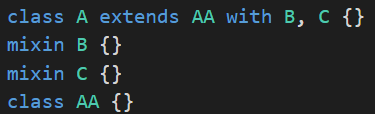 class A extends AA with B, C {}
mixin B {}
mixin C {}
class AA {}